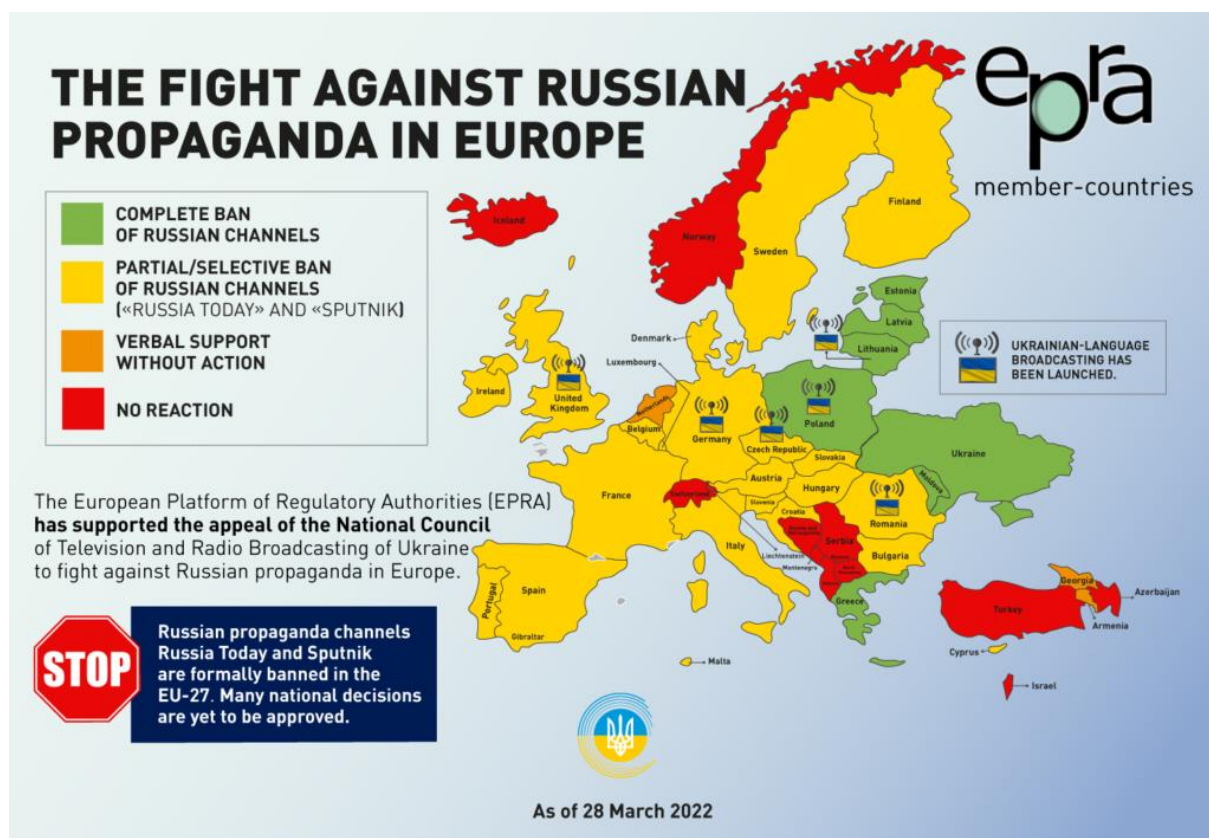 THE FIGHT AGAINST RUSSIAN
PROPAGANDA IN EUROPE
epra
member-countries
COMPLETE BAN
OF RUSSIAN CHANNELS
PARTIAL/SELECTIVE BAN
OF RUSSIAN CHANNELS
(«RUSSIA TODAY» AND «SPUTNIK)
VERBAL SUPPORT
WITHOUT ACTION
NO REACTION
UKRAINIAN-LANGUAGE
BROADCASTING HAS
BEEN LAUNCHED.
Iceland
Norway
Sweden
Finland
Estonia
Latvia
Lithuania
Denmark
Luxembourg
Ireland
United
Kingdom
Netherlands
Belgium
Germany
Poland
Czech Republic
Slovakia
Ukraine
Moldova
France
Switzerland
Austria
Hungary
Slovenia
Croatia
Romania
Serbia
Liechtenstein
Montenegro
Italy
Bulgaria
Portugal
Spain
Gibraltar
Greece
Malta
Turkey
Georgia
Azerbaijan
Armenia
Cyprus
Israel
The European Platform of Regulatory Authorities (EPRA)
has supported the appeal of the National Council
of Television and Radio Broadcasting of Ukraine
to fight against Russian propaganda in Europe.
STOP
Russian propaganda channels
Russia Today and Sputnik
are formally banned in the
EU-27. Many national decisions
are yet to be approved.
As of 28 March 2022